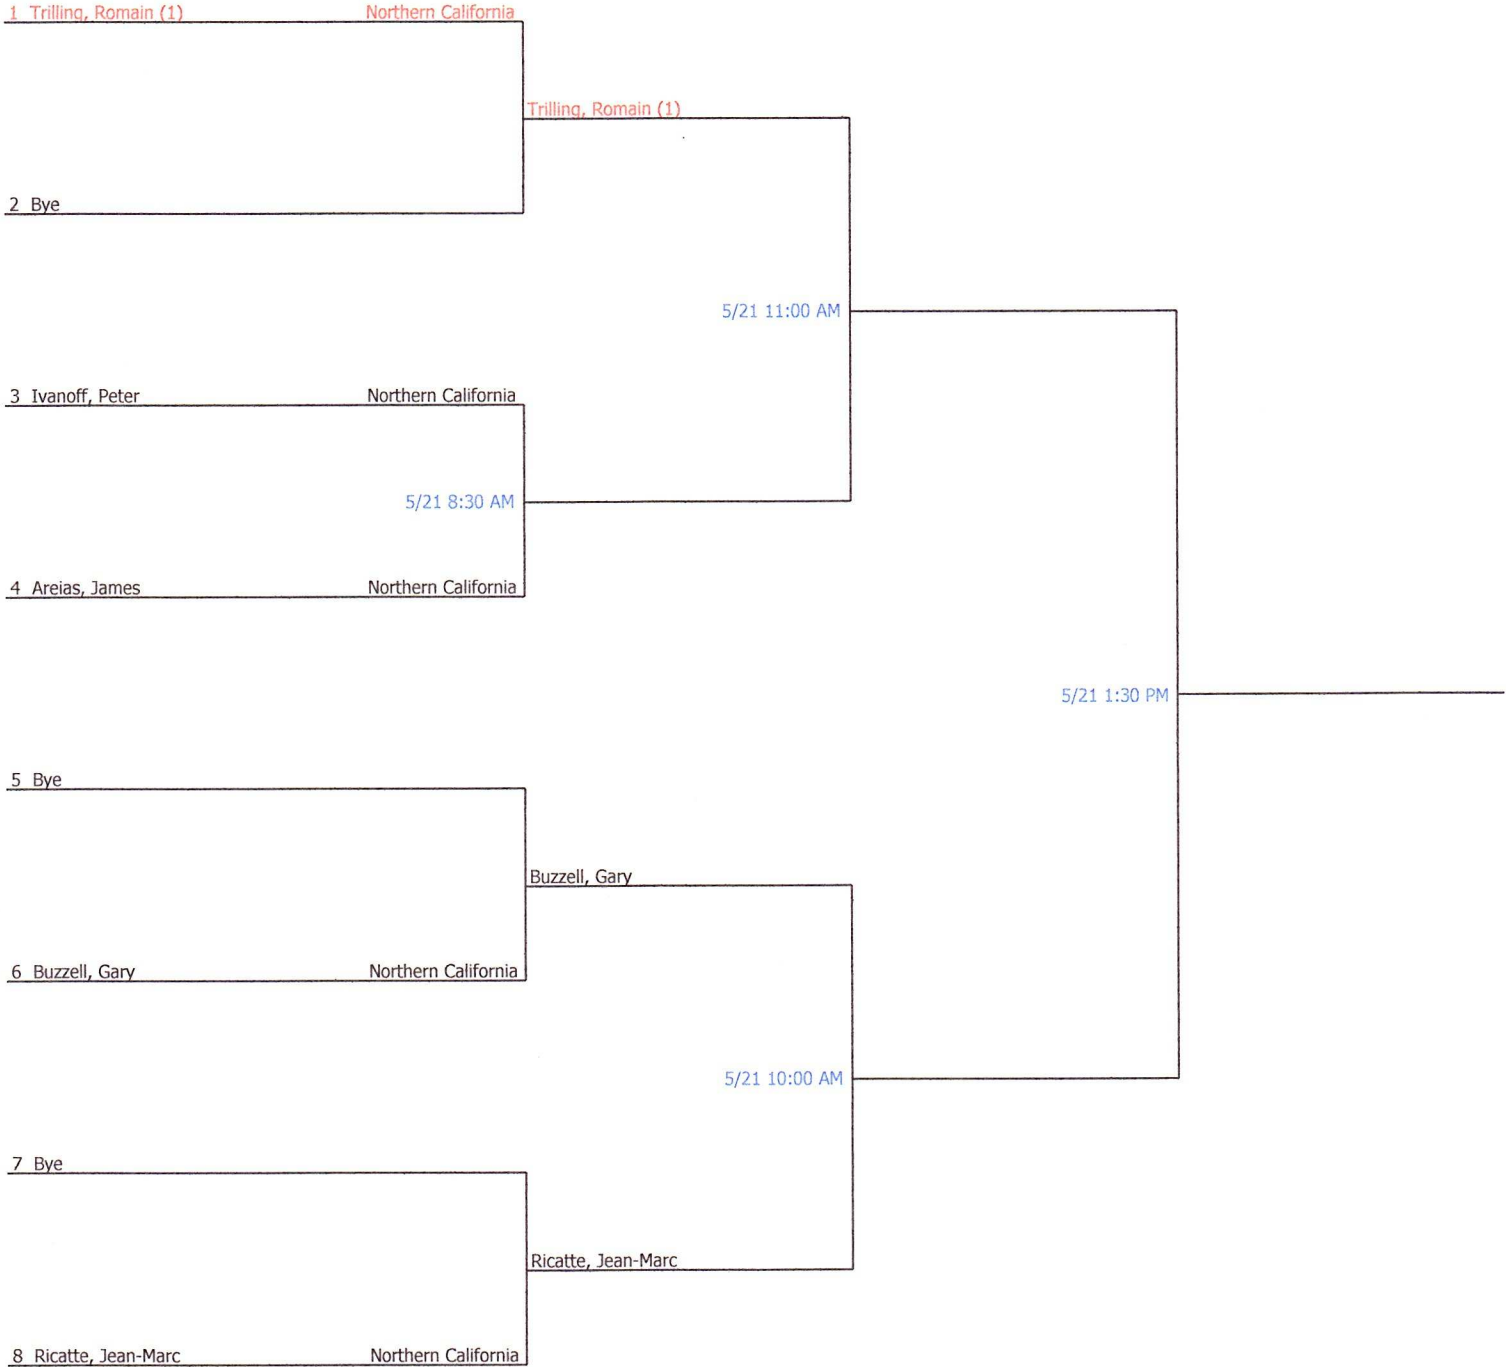 1 Trilling, Romain (1) Northern California
Trilling, Romain (1)
2 Bye
5/21 11:00 AM
3 Ivanoff, Peter Northern California
5/21 8:30 AM
4 Areias, James Northern California
5/21 1:30 PM
5 Bye
Buzzell, Gary
6 Buzzell, Gary Northern California
5/21 10:00 AM
7 Bye
Ricatte, Jean-Marc
8 Ricatte, Jean-Marc Northern California